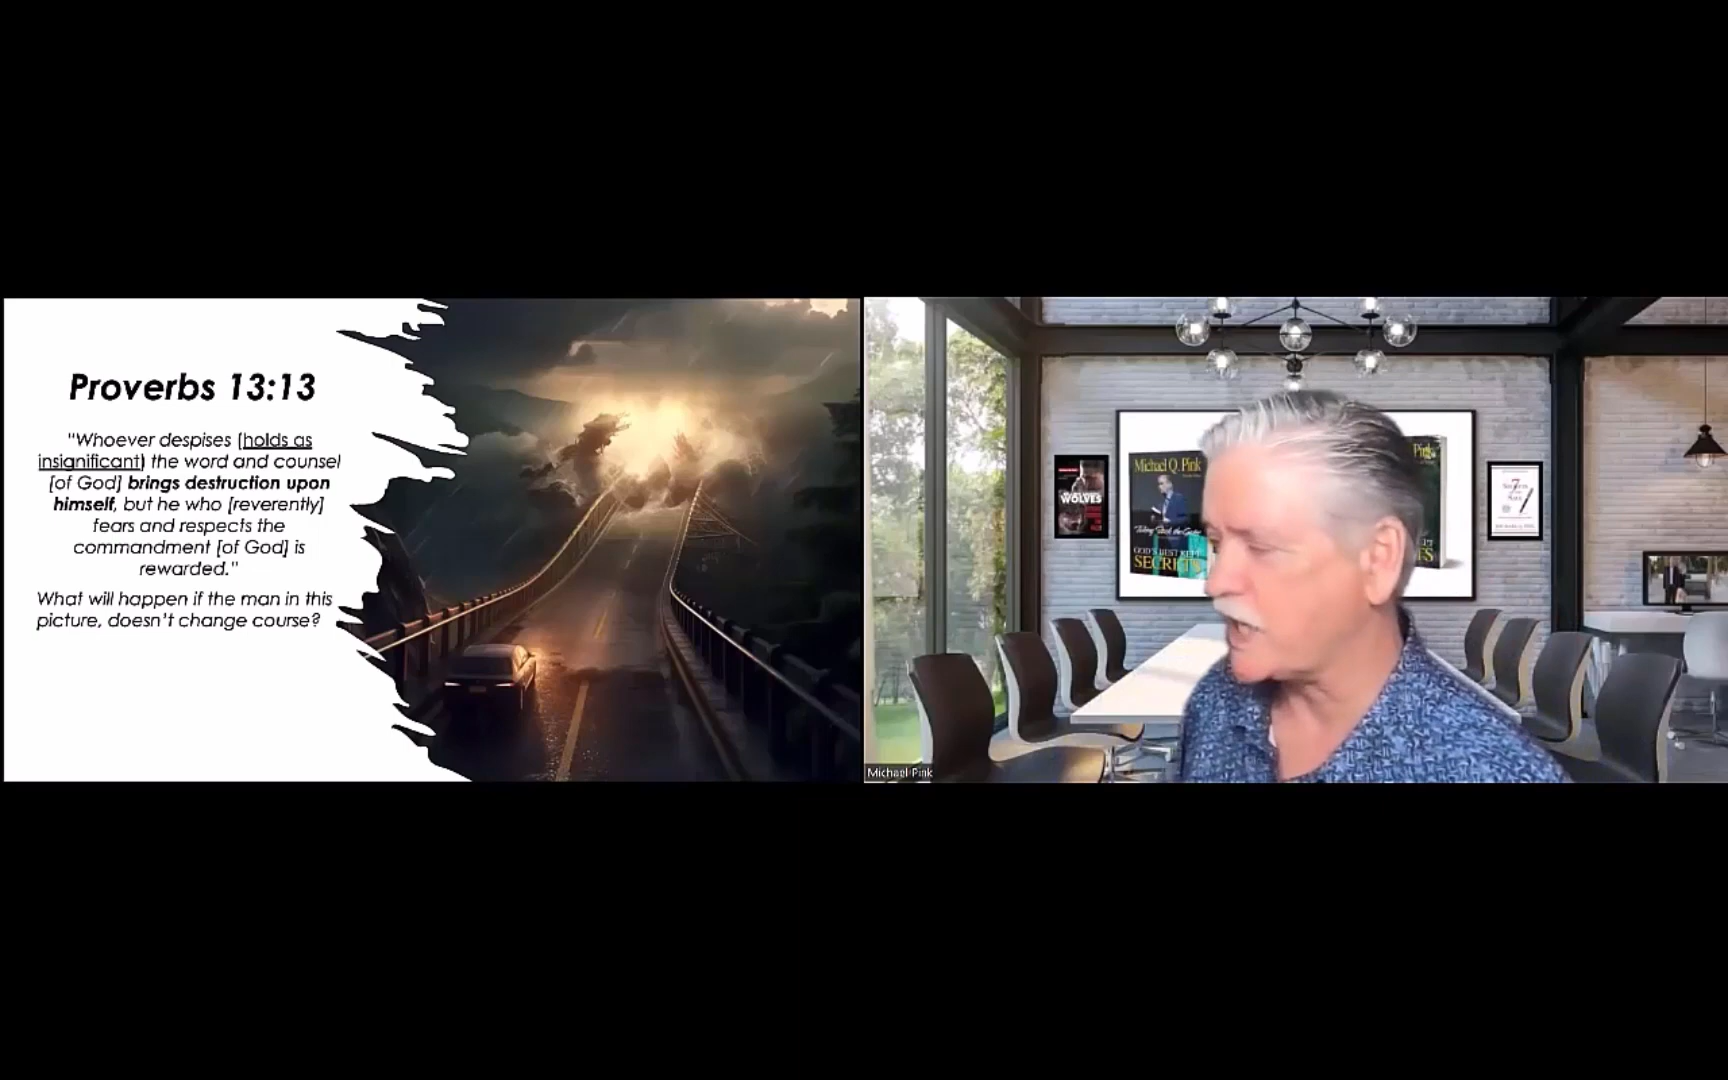 Proverbs 13:13
"Whoever despises [holds as
insignificant] the word and counsel
[of God] brings destruction upon
himself, but he who [reverently]
fears and respects the
commandment [of God] is
rewarded."
What will happen if the man in this
picture, doesn't change course?
WOLVES
Michael Q. Pink
GOD'S BEST KEPT
SECRETS
Pink
7
Michael Pink